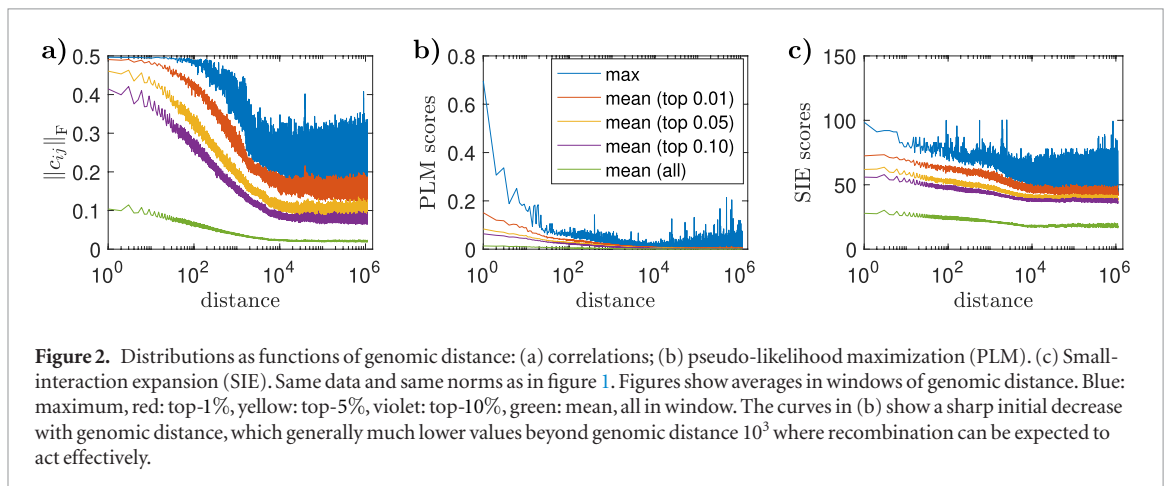 a)
0.5
0.4
0.3
0.2
0.1
0
||c_{ij}||_F
10^0
10^2
10^4
10^6
distance
b)
0.8
0.6
0.4
0.2
0
PLM scores
max
mean (top 0.01)
mean (top 0.05)
mean (top 0.10)
mean (all)
10^0
10^2
10^4
10^6
distance
c)
150
100
50
0
SIE scores
10^0
10^2
10^4
10^6
distance
Figure 2. Distributions as functions of genomic distance: (a) correlations; (b) pseudo-likelihood maximization (PLM). (c) Small-
interaction expansion (SIE). Same data and same norms as in figure 1. Figures show averages in windows of genomic distance. Blue:
maximum, red: top-1%, yellow: top-5%, violet: top-10%, green: mean, all in window. The curves in (b) show a sharp initial decrease
with genomic distance, which generally much lower values beyond genomic distance 10^3 where recombination can be expected to
act effectively.